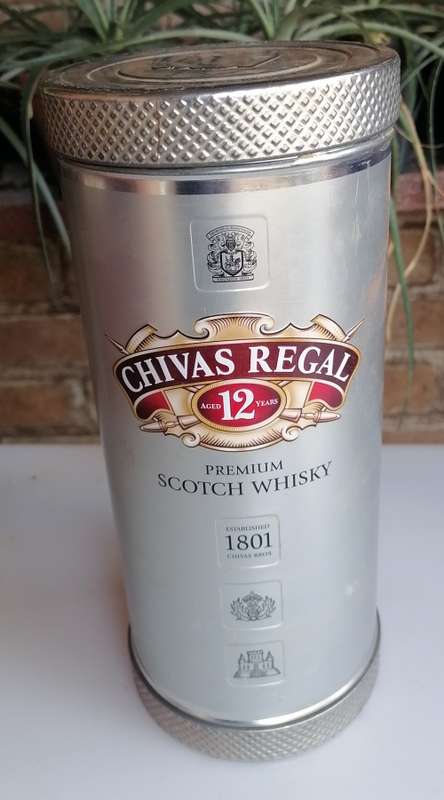 CHIVAS REGAL
AGED 12 YEARS
PREMIUM
SCOTCH WHISKY
ESTABLISHED
1801
CHIVAS BROS